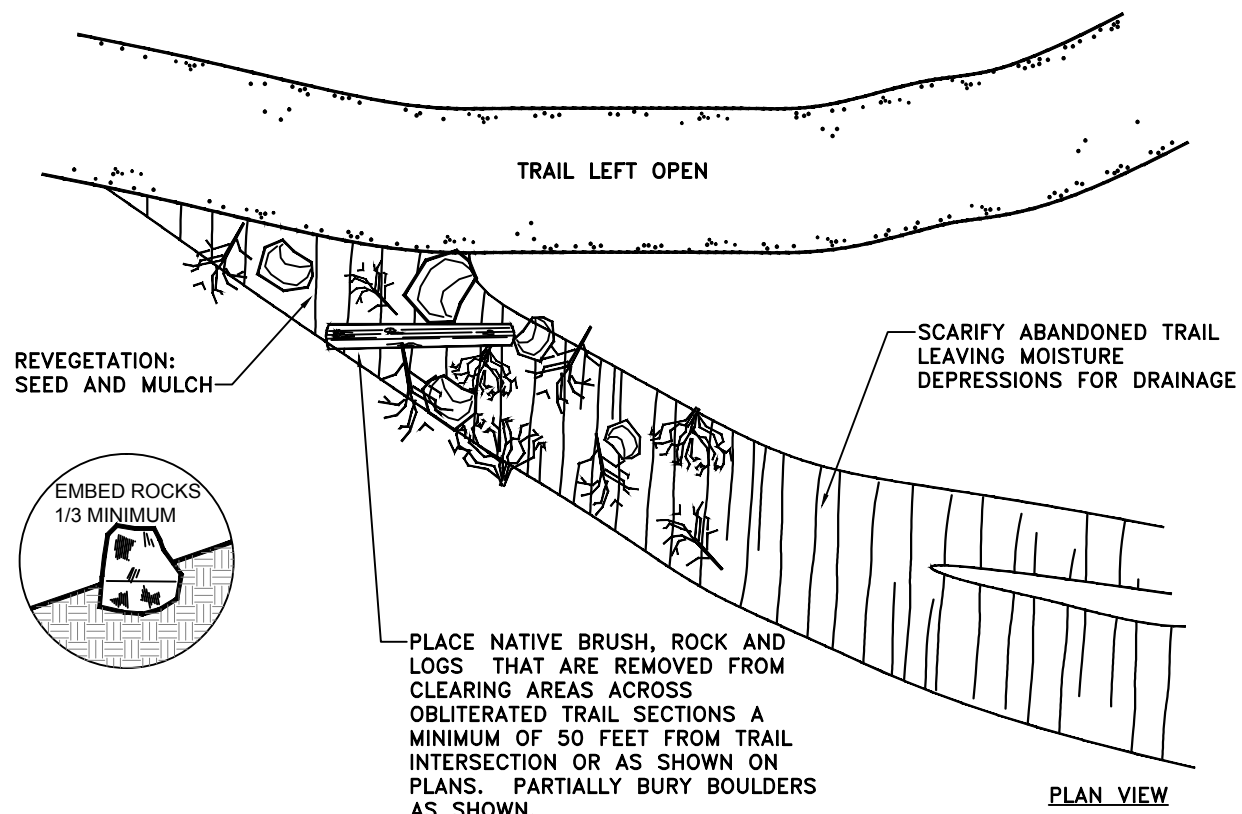 TRAIL LEFT OPEN
SCARIFY ABANDONED TRAIL
LEAVING MOISTURE
DEPRESSIONS FOR DRAINAGE
REVEGETATION:
SEED AND MULCH
EMBED ROCKS
1/3 MINIMUM
PLACE NATIVE BRUSH, ROCK AND
LOGS THAT ARE REMOVED FROM
CLEARING AREAS ACROSS
OBLITERATED TRAIL SECTIONS A
MINIMUM OF 50 FEET FROM TRAIL
INTERSECTION OR AS SHOWN ON
PLANS. PARTIALLY BURY BOULDERS
AS SHOWN
PLAN VIEW